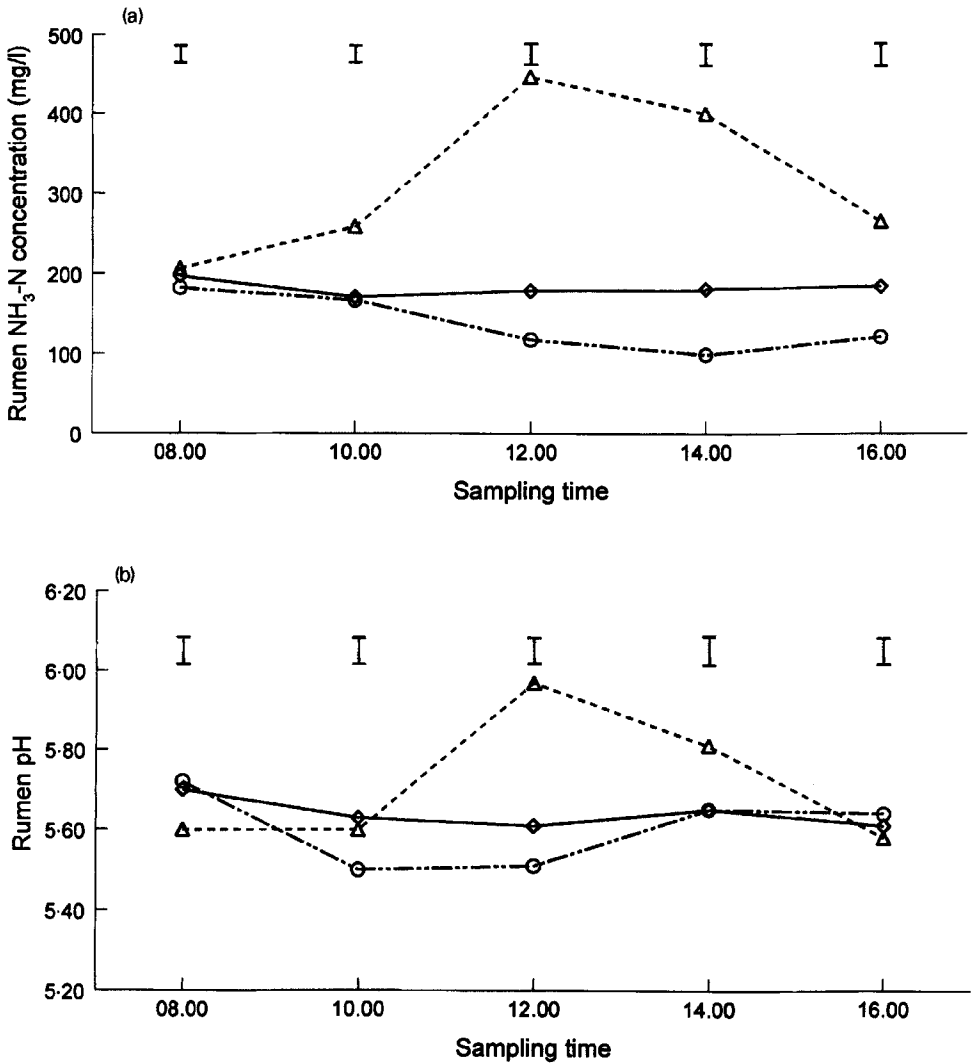 (a)
Rumen NH₃-N concentration (mg/l)
500
400
300
200
100
0
08.00 10.00 12.00 14.00 16.00
Sampling time
(b)
Rumen pH
6·20
6·00
5·80
5·60
5·40
5·20
08.00 10.00 12.00 14.00 16.00
Sampling time